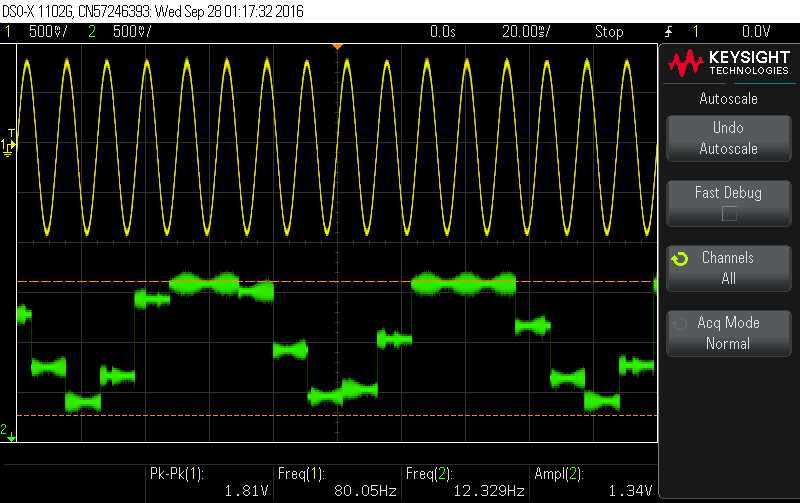 DSO-X 1102G, CN57246393: Wed Sep 28 01:17:32 2016
1 500㎷/ 2 500㎷/ 0.0s 20.00㎳/ Stop 1 0.0V
KEYSIGHT
TECHNOLOGIES
Autoscale
Undo
Autoscale
Fast Debug
Channels
All
Acq Mode
Normal
T
1
2
Pk-Pk(1): Freq(1): Freq(2): Ampl(2):
1.81V 80.05Hz 12.329Hz 1.34V